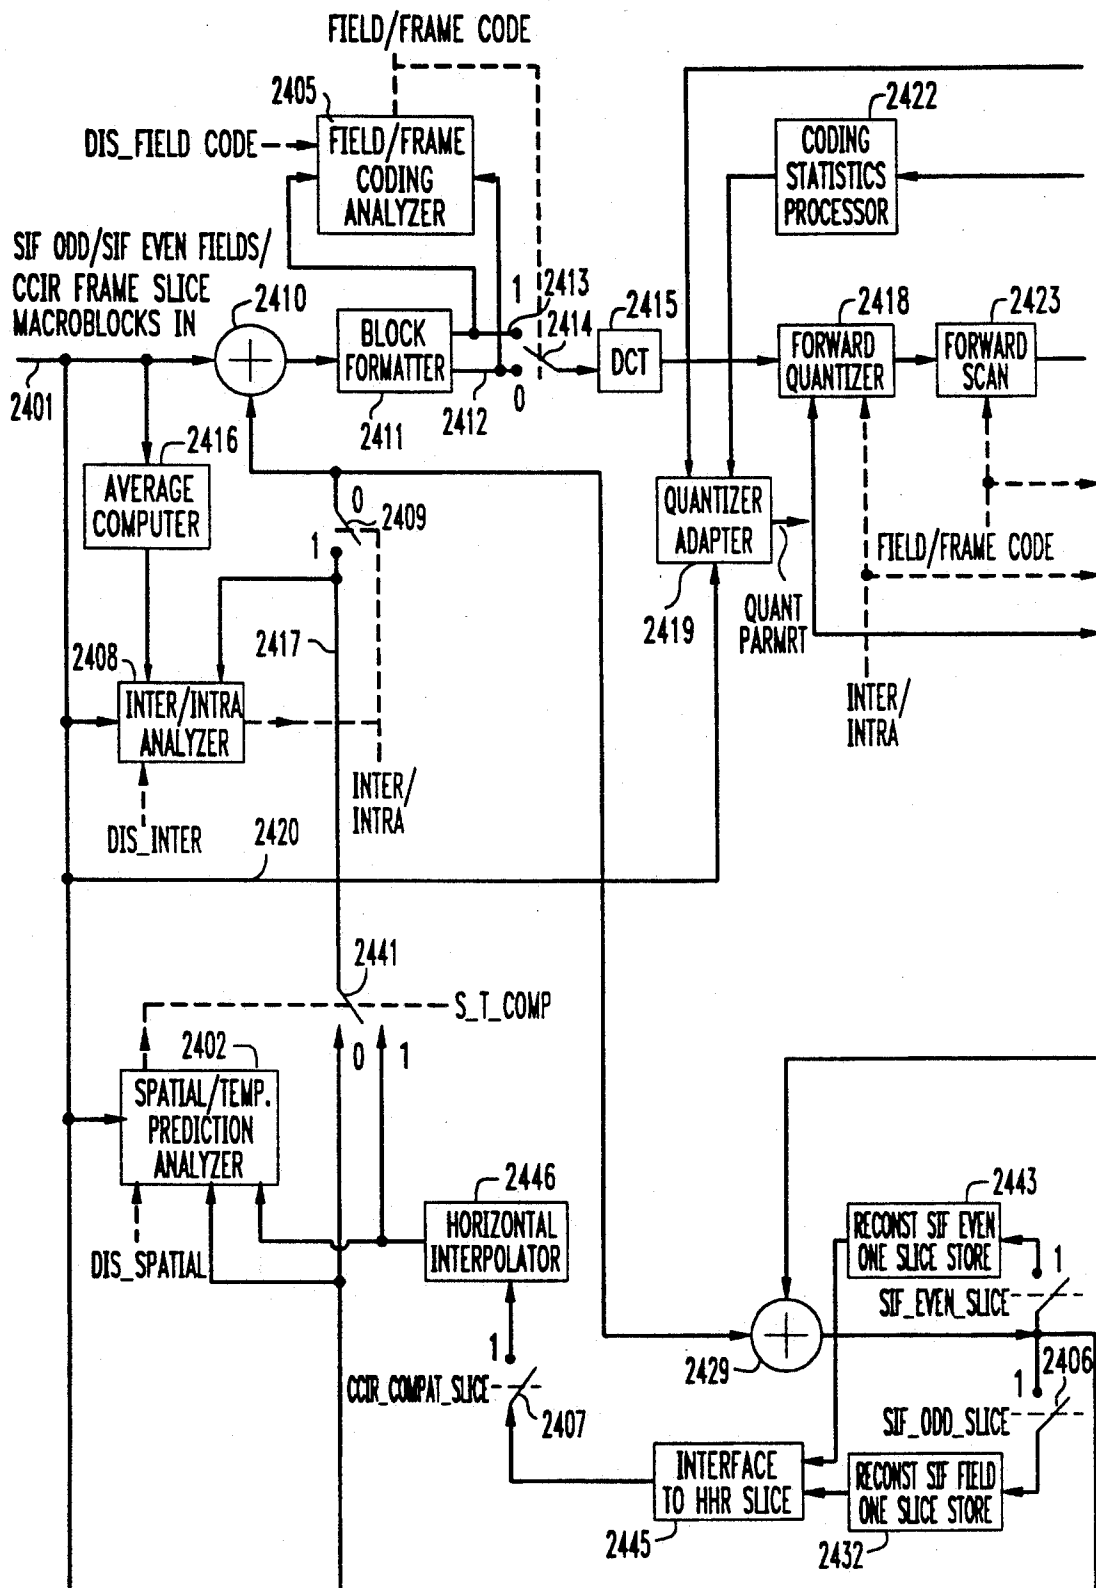 FIELD/FRAME CODE
2405
DIS_FIELD CODE
FIELD/FRAME
CODING
ANALYZER
2422
CODING
STATISTICS
PROCESSOR
SIF ODD/SIF EVEN FIELDS/
CCIR FRAME SLICE
MACROBLOCKS IN
2410
2401
BLOCK
FORMATTER
2411
2412
1
2413
2414
0
2415
DCT
2418
FORWARD
QUANTIZER
2423
FORWARD
SCAN
2416
AVERAGE
COMPUTER
0
2409
1
QUANTIZER
ADAPTER
2419
QUANT
PARMRT
FIELD/FRAME CODE
INTER/
INTRA
2417
2408
INTER/INTRA
ANALYZER
DIS_INTER
INTER/
INTRA
2420
2441
S_T_COMP
0
1
2402
SPATIAL/TEMP.
PREDICTION
ANALYZER
DIS_SPATIAL
2446
HORIZONTAL
INTERPOLATOR
2443
RECONST SIF EVEN
ONE SLICE STORE
1
SIF_EVEN_SLICE
2429
1
CCIR_COMPAT_SLICE
2407
2406
1
SIF_ODD_SLICE
INTERFACE
TO HHR SLICE
2445
RECONST SIF FIELD
ONE SLICE STORE
2432